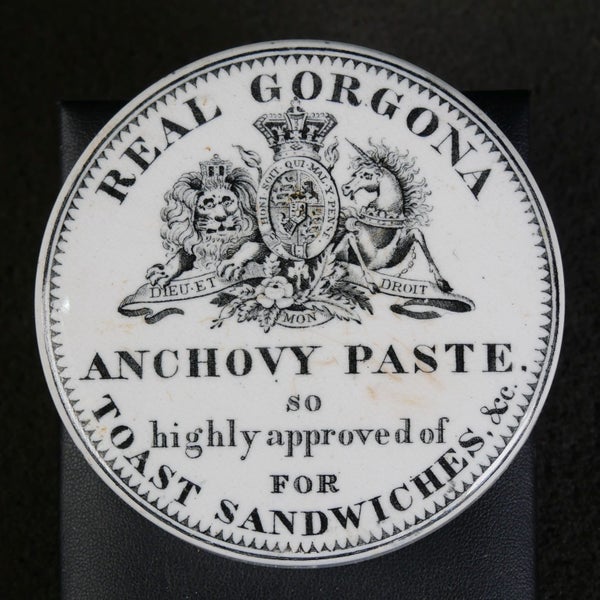 REAL GORGONA
HONI SOIT QUI MAL Y PENSE
DIEU·ET
MON
DROIT
ANCHOVY PASTE.
so
highly approved of
FOR
TOAST SANDWICHES, &c.